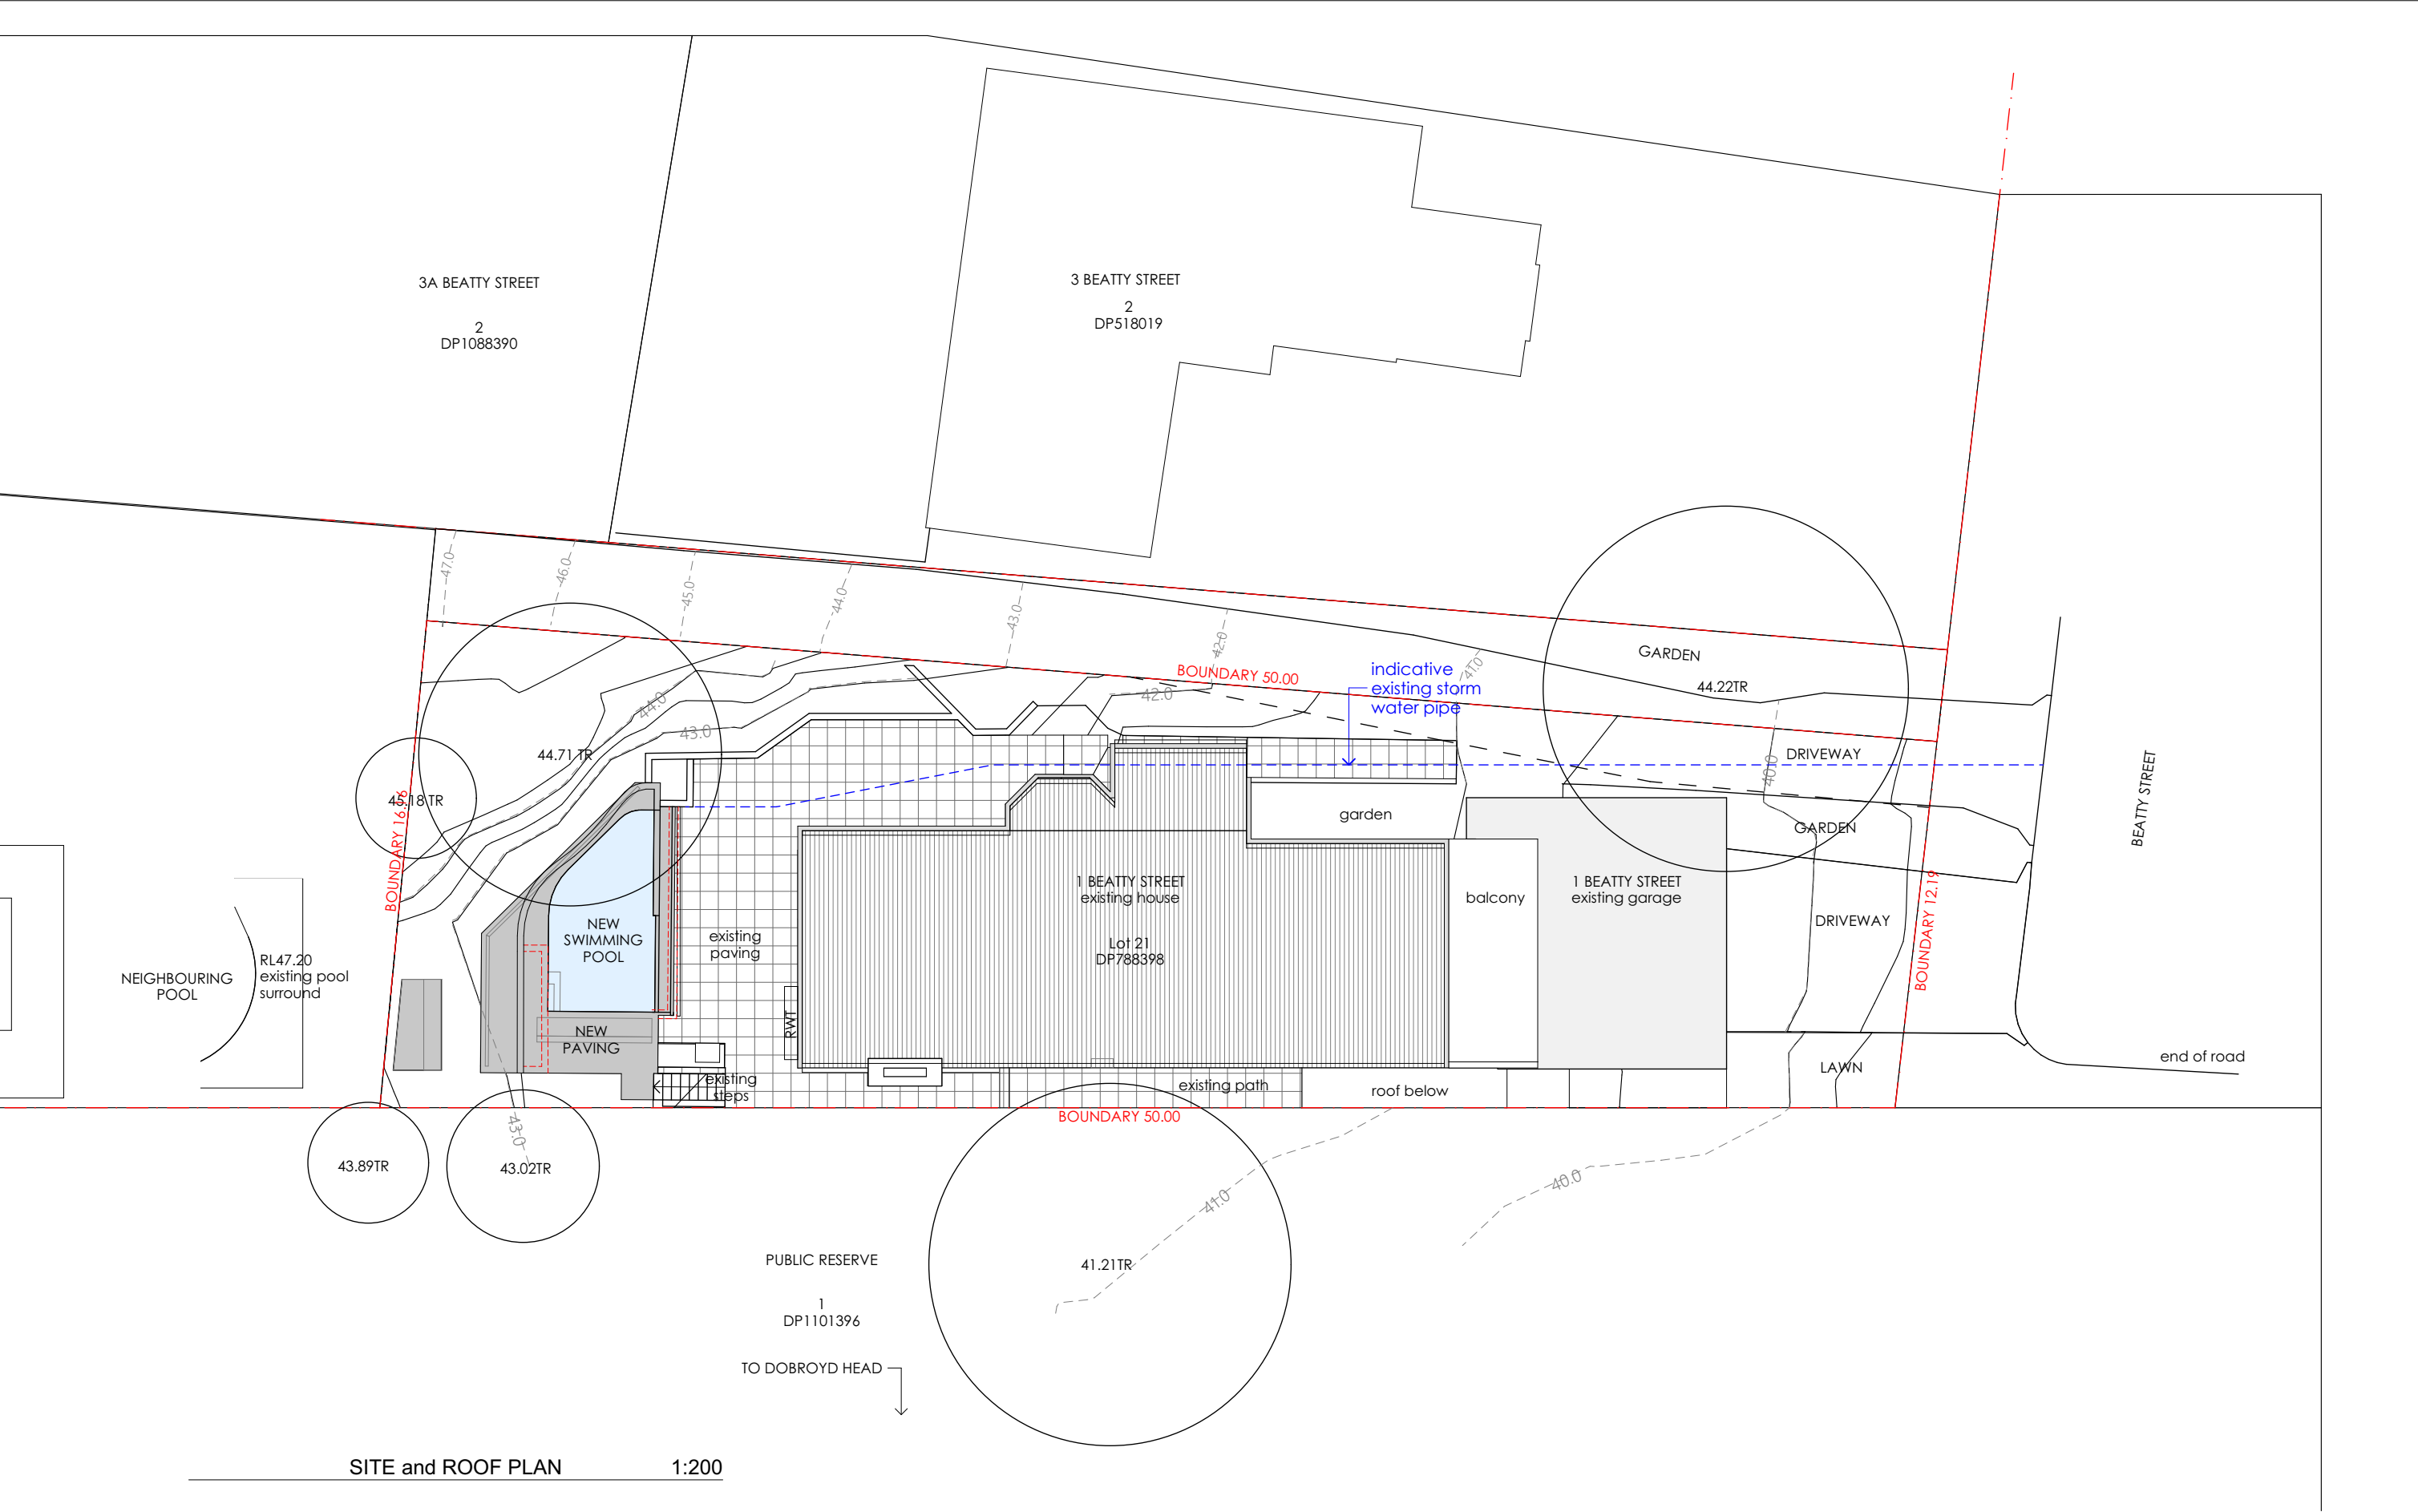 3A BEATTY STREET
2
DP1088390
3 BEATTY STREET
2
DP518019
47.0
46.0
45.0
44.0
43.0
42.0
41.0
BOUNDARY 50.00
indicative
existing storm
water pipe
GARDEN
44.22TR
42.0
44.0
43.0
44.71 TR
DRIVEWAY
40.0
GARDEN
BEATTY STREET
BOUNDARY
garden
1 BEATTY STREET
existing house
Lot 21
DP788398
balcony
1 BEATTY STREET
existing garage
DRIVEWAY
BOUNDARY 12.19
NEW
SWIMMING
POOL
existing
paving
NEIGHBOURING
POOL
RL47.20
existing pool
surround
NEW
PAVING
RWT
existing
steps
existing path
roof below
LAWN
end of road
BOUNDARY 50.00
43.0
43.89TR
43.02TR
41.0
40.0
41.21TR
PUBLIC RESERVE
1
DP1101396
TO DOBROYD HEAD
SITE and ROOF PLAN 1:200